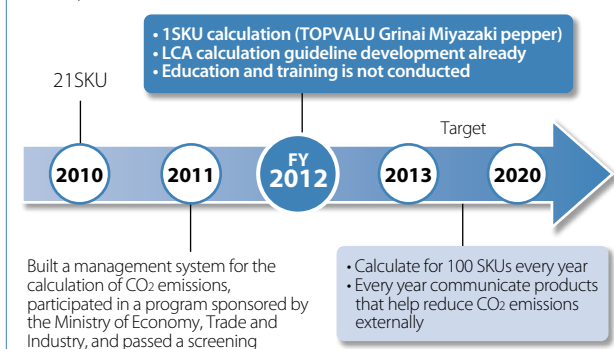 • 1SKU calculation (TOPVALU Grinai Miyazaki pepper)
• LCA calculation guideline development already
• Education and training is not conducted
21SKU
Target
2010
2011
FY
2012
2013
2020
Built a management system for the
calculation of CO2 emissions,
participated in a program sponsored by
the Ministry of Economy, Trade and
Industry, and passed a screening
• Calculate for 100 SKUs every year
• Every year communicate products
that help reduce CO2 emissions
externally